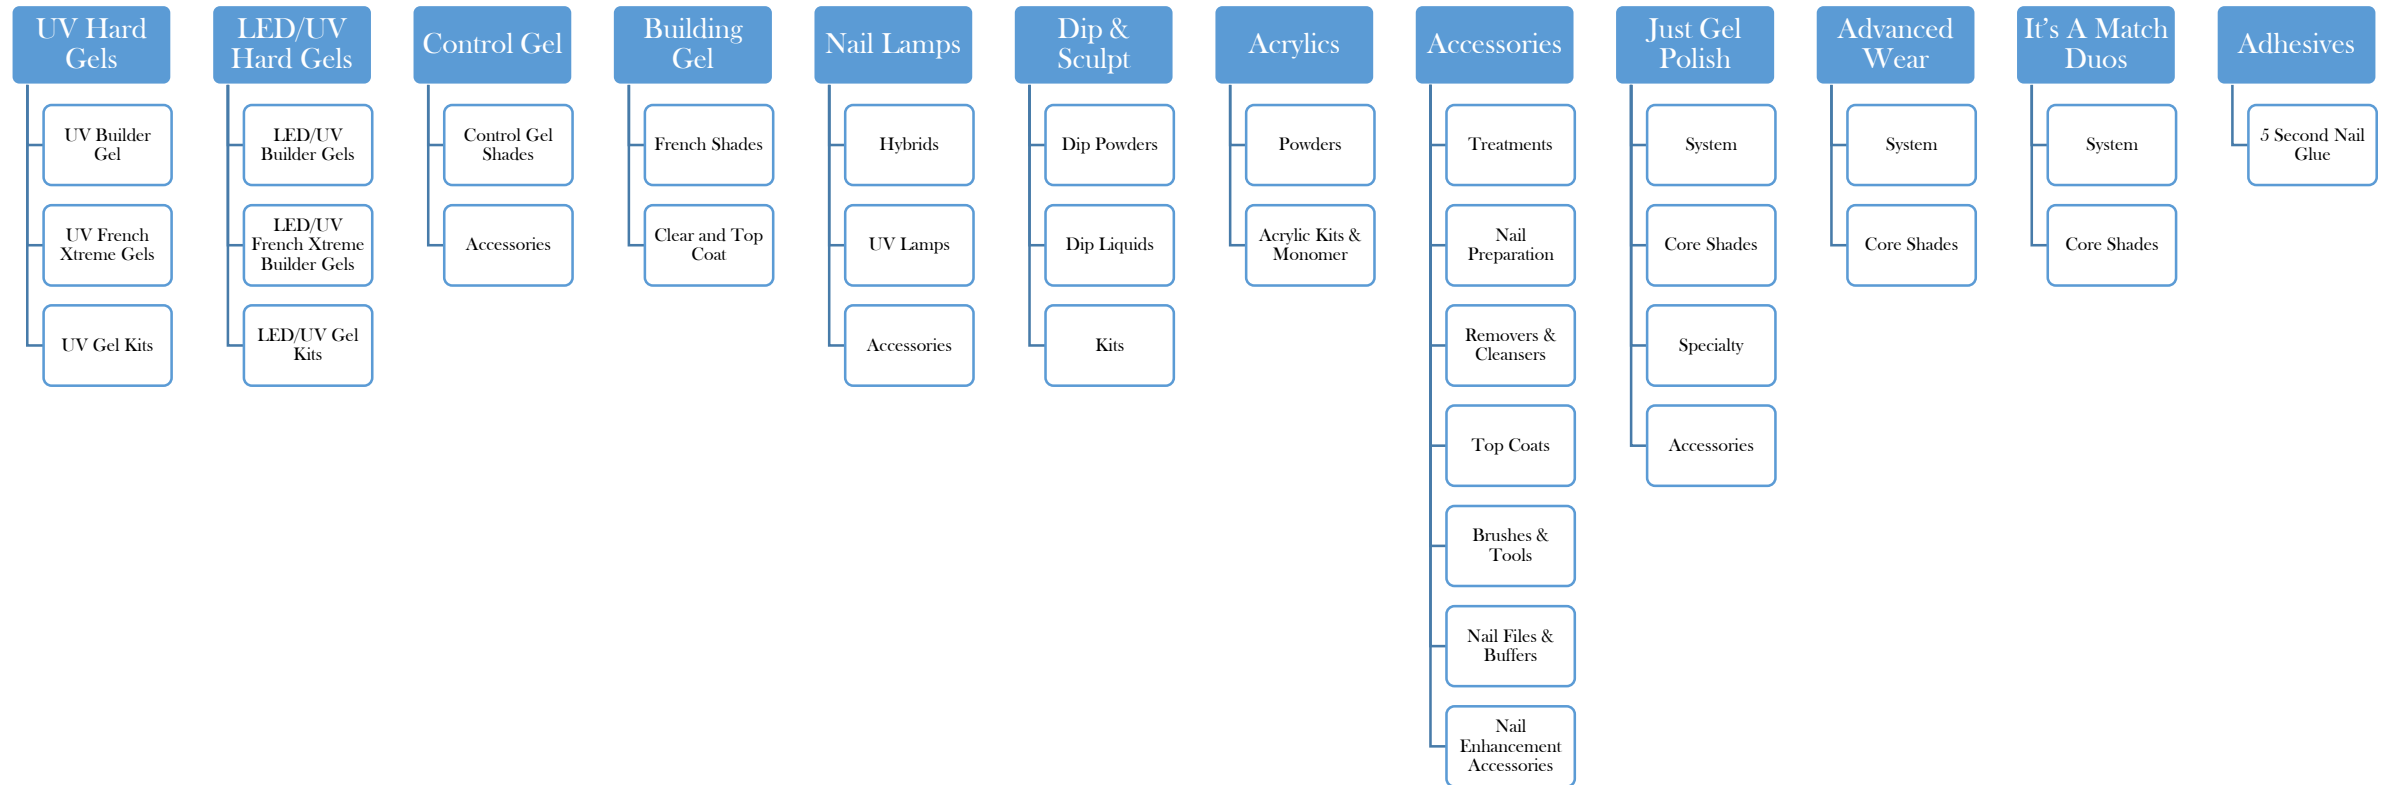 UV Hard
Gels
UV Builder
Gel
UV French
Xtreme Gels
UV Gel Kits
LED/UV
Hard Gels
LED/UV
Builder Gels
LED/UV
French Xtreme
Builder Gels
LED/UV Gel
Kits
Control Gel
Control Gel
Shades
Accessories
Building
Gel
French Shades
Clear and Top
Coat
Nail Lamps
Hybrids
UV Lamps
Accessories
Dip &
Sculpt
Dip Powders
Dip Liquids
Kits
Acrylics
Powders
Acrylic Kits &
Monomer
Accessories
Treatments
Nail
Preparation
Removers &
Cleansers
Top Coats
Brushes &
Tools
Nail Files &
Buffers
Nail
Enhancement
Accessories
Just Gel
Polish
System
Core Shades
Specialty
Accessories
Advanced
Wear
System
Core Shades
It’s A Match
Duos
System
Core Shades
Adhesives
5 Second Nail
Glue